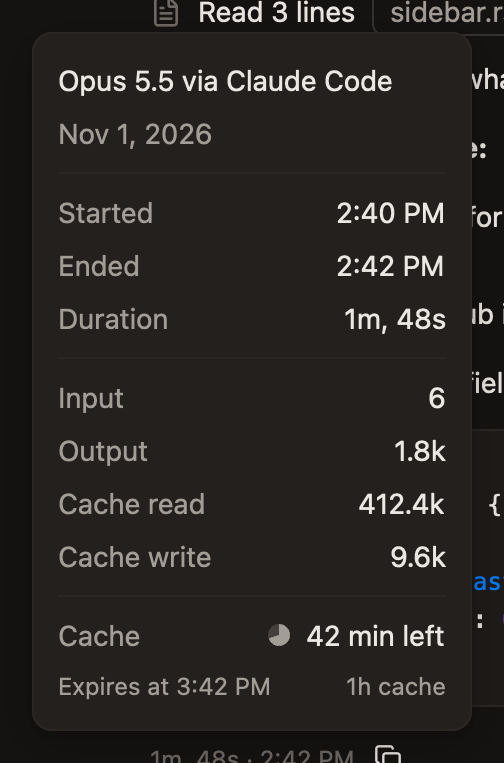 Read 3 lines
Opus 5.5 via Claude Code
Nov 1, 2026
Started 2:40 PM
Ended 2:42 PM
Duration 1m, 48s
Input 6
Output 1.8k
Cache read 412.4k
Cache write 9.6k
Cache 42 min left
Expires at 3:42 PM 1h cache
1m, 48s · 2:42 PM